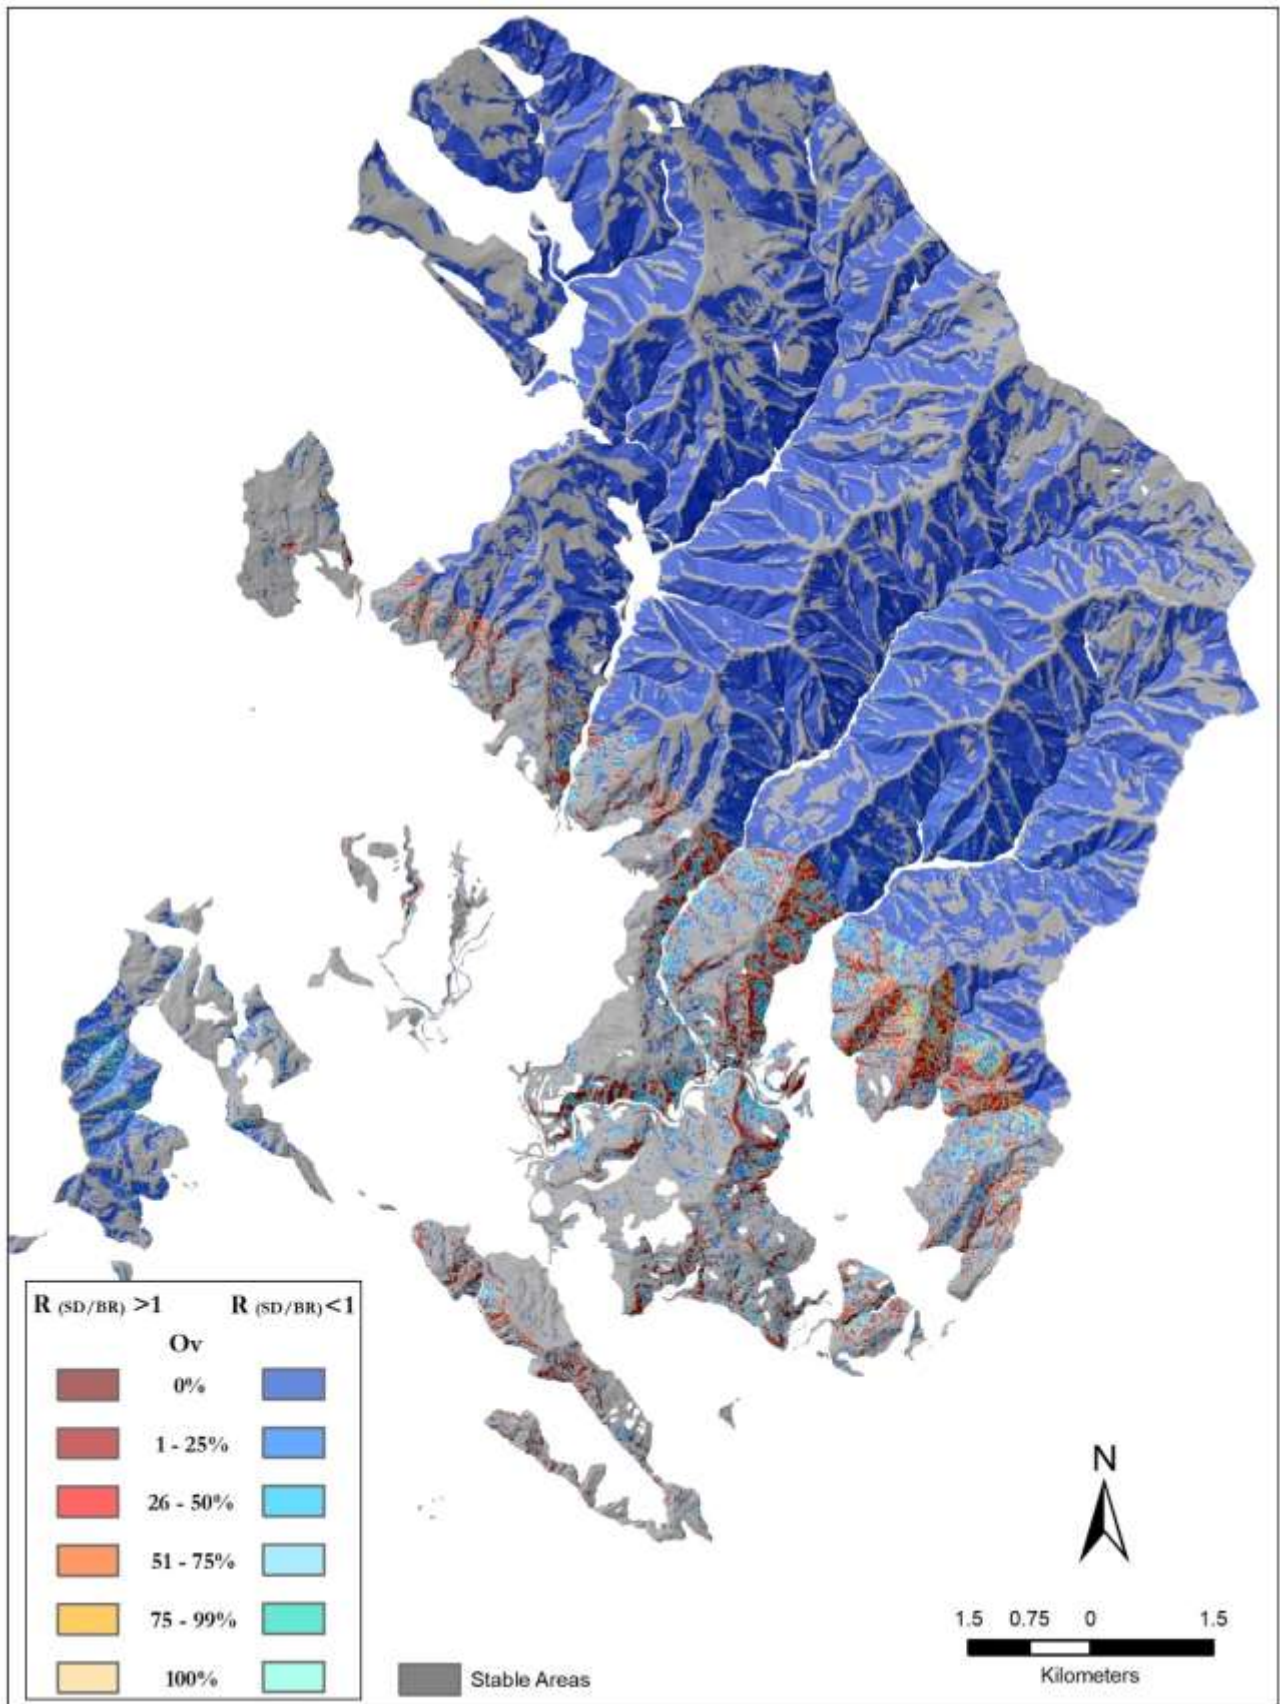 R (SD/BR) >1 R (SD/BR) <1
Ov
0%
1 - 25%
26 - 50%
51 - 75%
75 - 99%
100%
Stable Areas
N
1.5 0.75 0 1.5
Kilometers